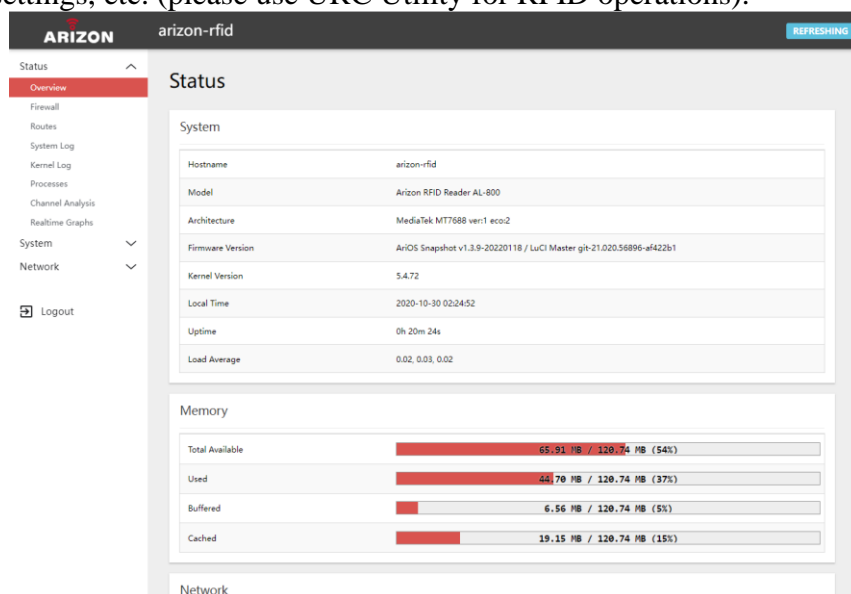 settings, etc. (please use URC Utility for RFID operations).
ARIZON
arizon-rfid
REFRESHING
Status
Overview
Firewall
Routes
System Log
Kernel Log
Processes
Channel Analysis
Realtime Graphs
System
Network
Logout
Status
System
Hostname arizon-rfid
Model Arizon RFID Reader AL-800
Architecture MediaTek MT7688 ver:1 eco:2
Firmware Version AriOS Snapshot v1.3.9-20220118 / LuCI Master git-21.020.56896-af422b1
Kernel Version 5.4.72
Local Time 2020-10-30 02:24:52
Uptime 0h 20m 24s
Load Average 0.02, 0.03, 0.02
Memory
Total Available 65.91 MB / 120.74 MB (54%)
Used 44.70 MB / 120.74 MB (37%)
Buffered 6.56 MB / 120.74 MB (5%)
Cached 19.15 MB / 120.74 MB (15%)
Network